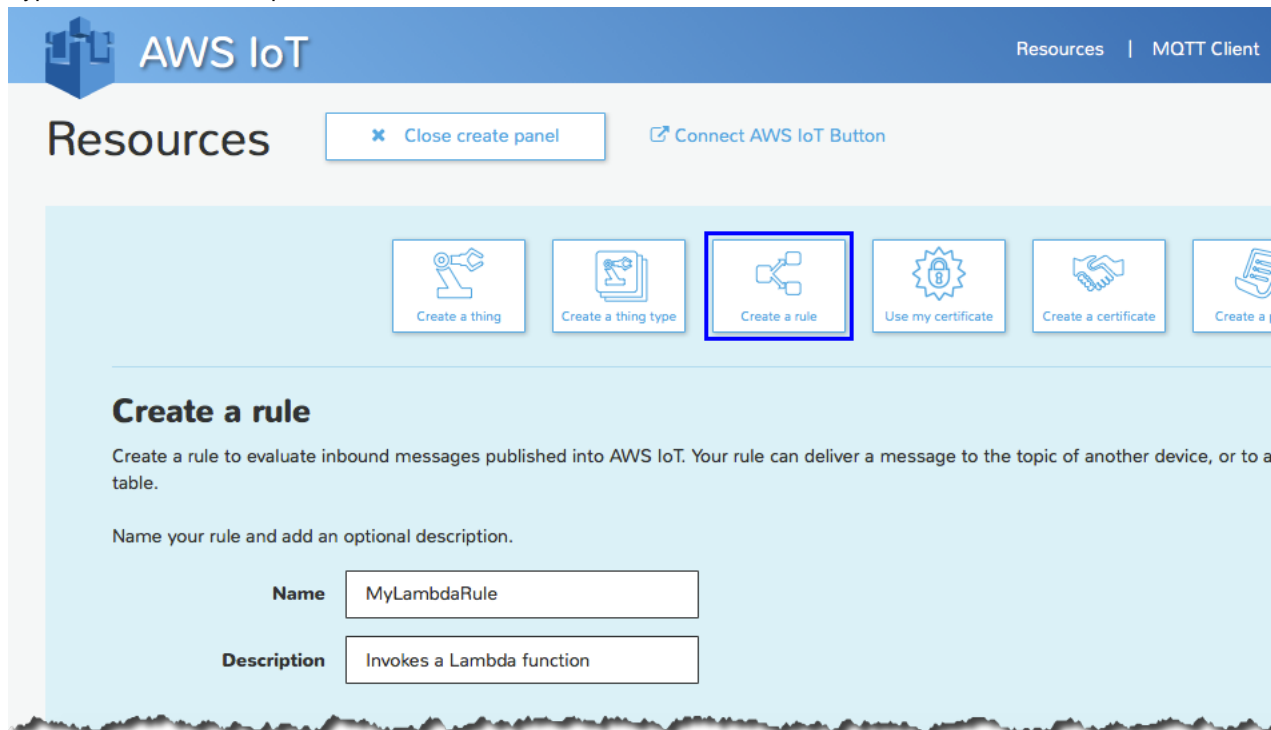 AWS IoT
Resources | MQTT Client
Resources
Close create panel
Connect AWS IoT Button
Create a thing
Create a thing type
Create a rule
Use my certificate
Create a certificate
Create a
Create a rule
Create a rule to evaluate inbound messages published into AWS IoT. Your rule can deliver a message to the topic of another device, or to a
table.
Name your rule and add an optional description.
Name
MyLambdaRule
Description
Invokes a Lambda function